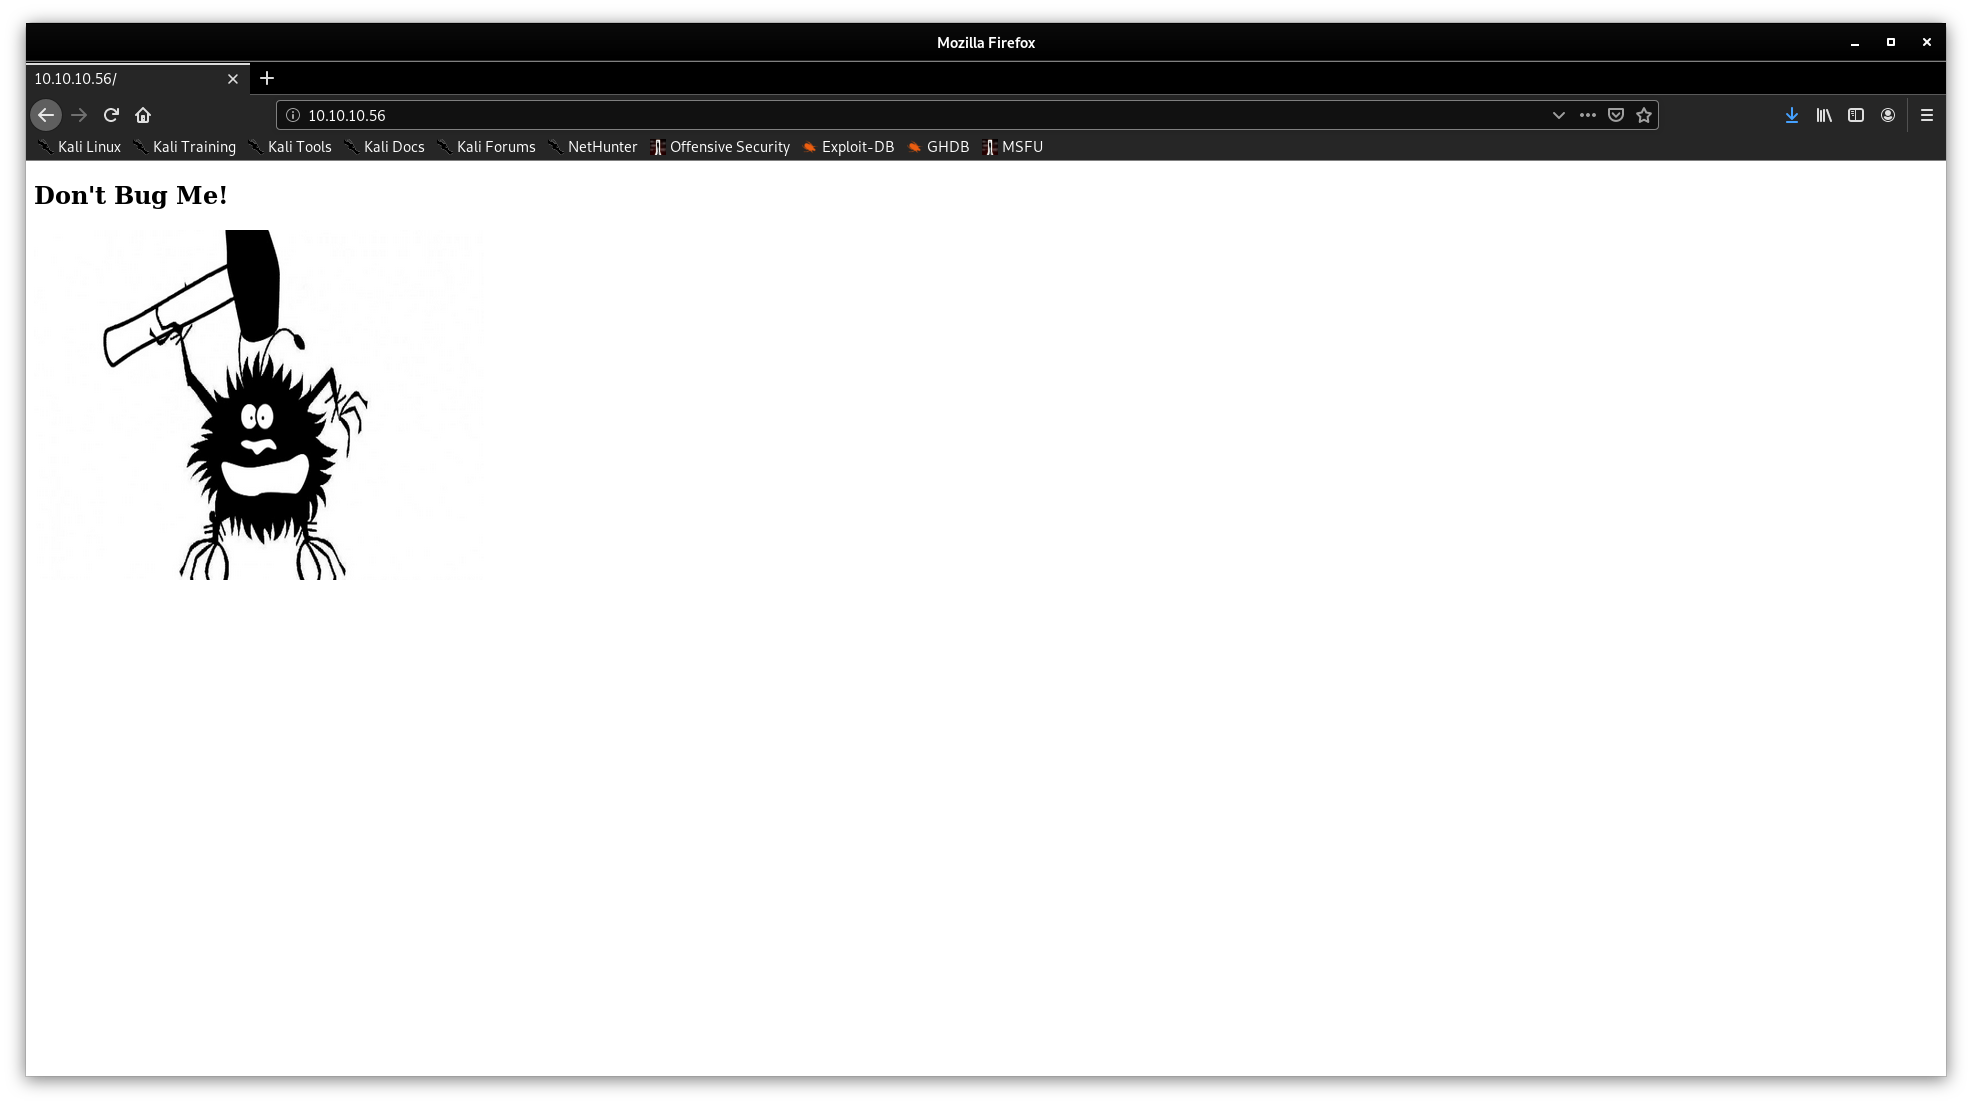 Mozilla Firefox
10.10.10.56/
10.10.10.56
Kali Linux Kali Training Kali Tools Kali Docs Kali Forums NetHunter Offensive Security Exploit-DB GHDB MSFU
Don't Bug Me!